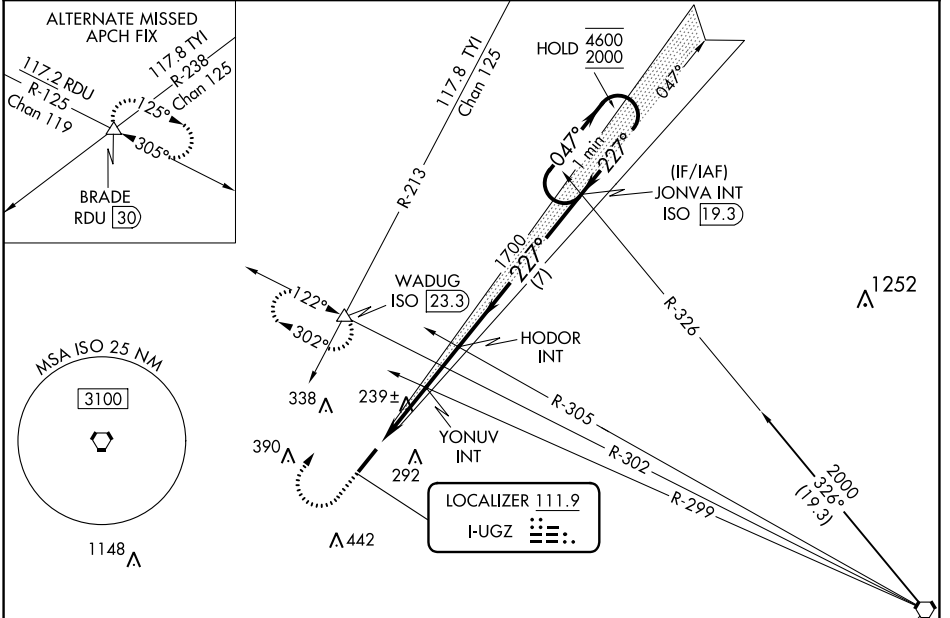 ALTERNATE MISSED
APCH FIX
117.2 RDU
R-125
Chan 119
117.8 TYI
R-238
Chan 125
125°
305°
BRADE
RDU 30
117.8 TYI
Chan 125
R-213
HOLD 4600
2000
047°
047°
1 min
227°
(IF/IAF)
JONVA INT
ISO 19.3
1700
227°
(7)
1252
WADUG
ISO 23.3
122°
302°
HODOR
INT
R-326
MSA ISO 25 NM
3100
338
239±
R-305
R-302
R-299
YONUV
INT
390
292
2000
326°
(19.3)
LOCALIZER 111.9
I-UGZ
442
1148